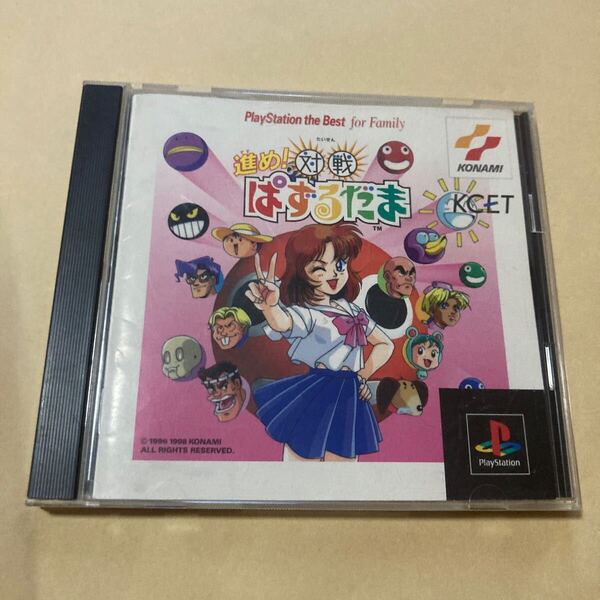 PlayStation the Best for Family
たいせん
進め!対戦
ぱずるだま
TM
KONAMI
KCET
© 1996 1998 KONAMI
ALL RIGHTS RESERVED.
PlayStation